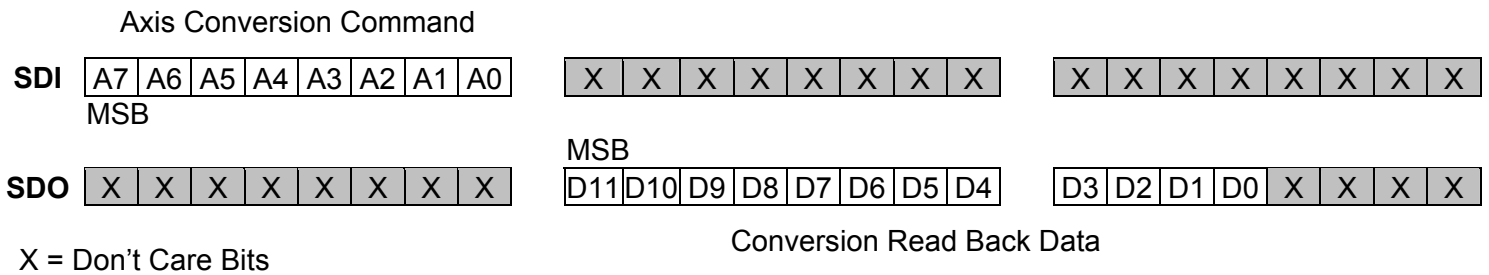 Axis Conversion Command
SDI A7 A6 A5 A4 A3 A2 A1 A0 X X X X X X X X X X X X X X X X
MSB
MSB
SDO X X X X X X X X D11 D10 D9 D8 D7 D6 D5 D4 D3 D2 D1 D0 X X X X
Conversion Read Back Data
X = Don’t Care Bits